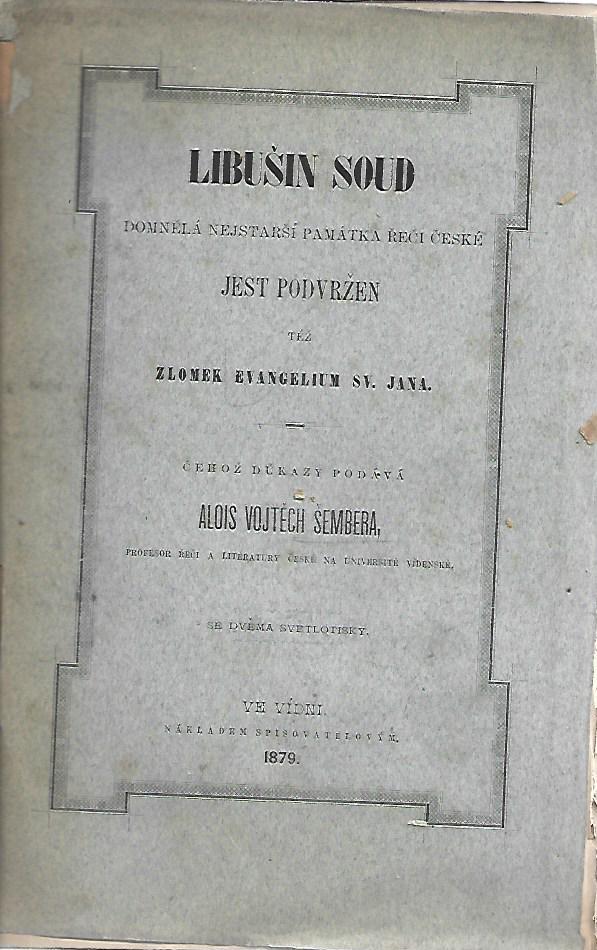 LIBUŠIN SOUD
DOMNĚLÁ NEJSTARŠÍ PAMÁTKA ŘEČI ČESKÉ
JEST PODVRŽEN
TÉŽ
ZLOMEK EVANGELIUM SV. JANA.
ČEHOŽ DŮKAZY PODÁVÁ
ALOIS VOJTĚCH ŠEMBERA,
PROFESOR ŘEČI A LITERATURY ČESKÉ NA UNIVERSITĚ VÍDENSKÉ.
SE DVĚMA SVĚTLOTISKY.
VE VÍDNI.
NÁKLADEM SPISOVATELOVÝM.
1879.